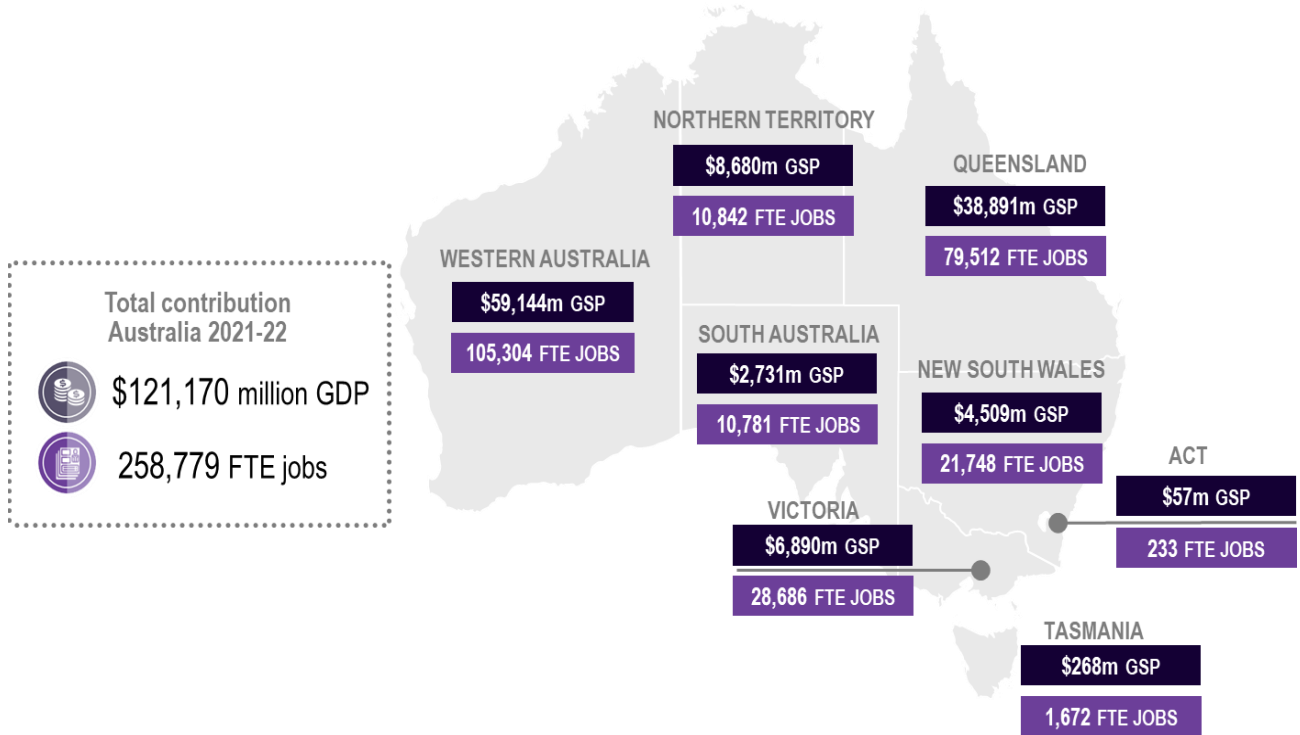 NORTHERN TERRITORY
$8,680m GSP
10,842 FTE JOBS
QUEENSLAND
$38,891m GSP
79,512 FTE JOBS
WESTERN AUSTRALIA
$59,144m GSP
105,304 FTE JOBS
Total contribution
Australia 2021-22
$121,170 million GDP
258,779 FTE jobs
SOUTH AUSTRALIA
$2,731m GSP
10,781 FTE JOBS
NEW SOUTH WALES
$4,509m GSP
21,748 FTE JOBS
ACT
$57m GSP
233 FTE JOBS
VICTORIA
$6,890m GSP
28,686 FTE JOBS
TASMANIA
$268m GSP
1,672 FTE JOBS